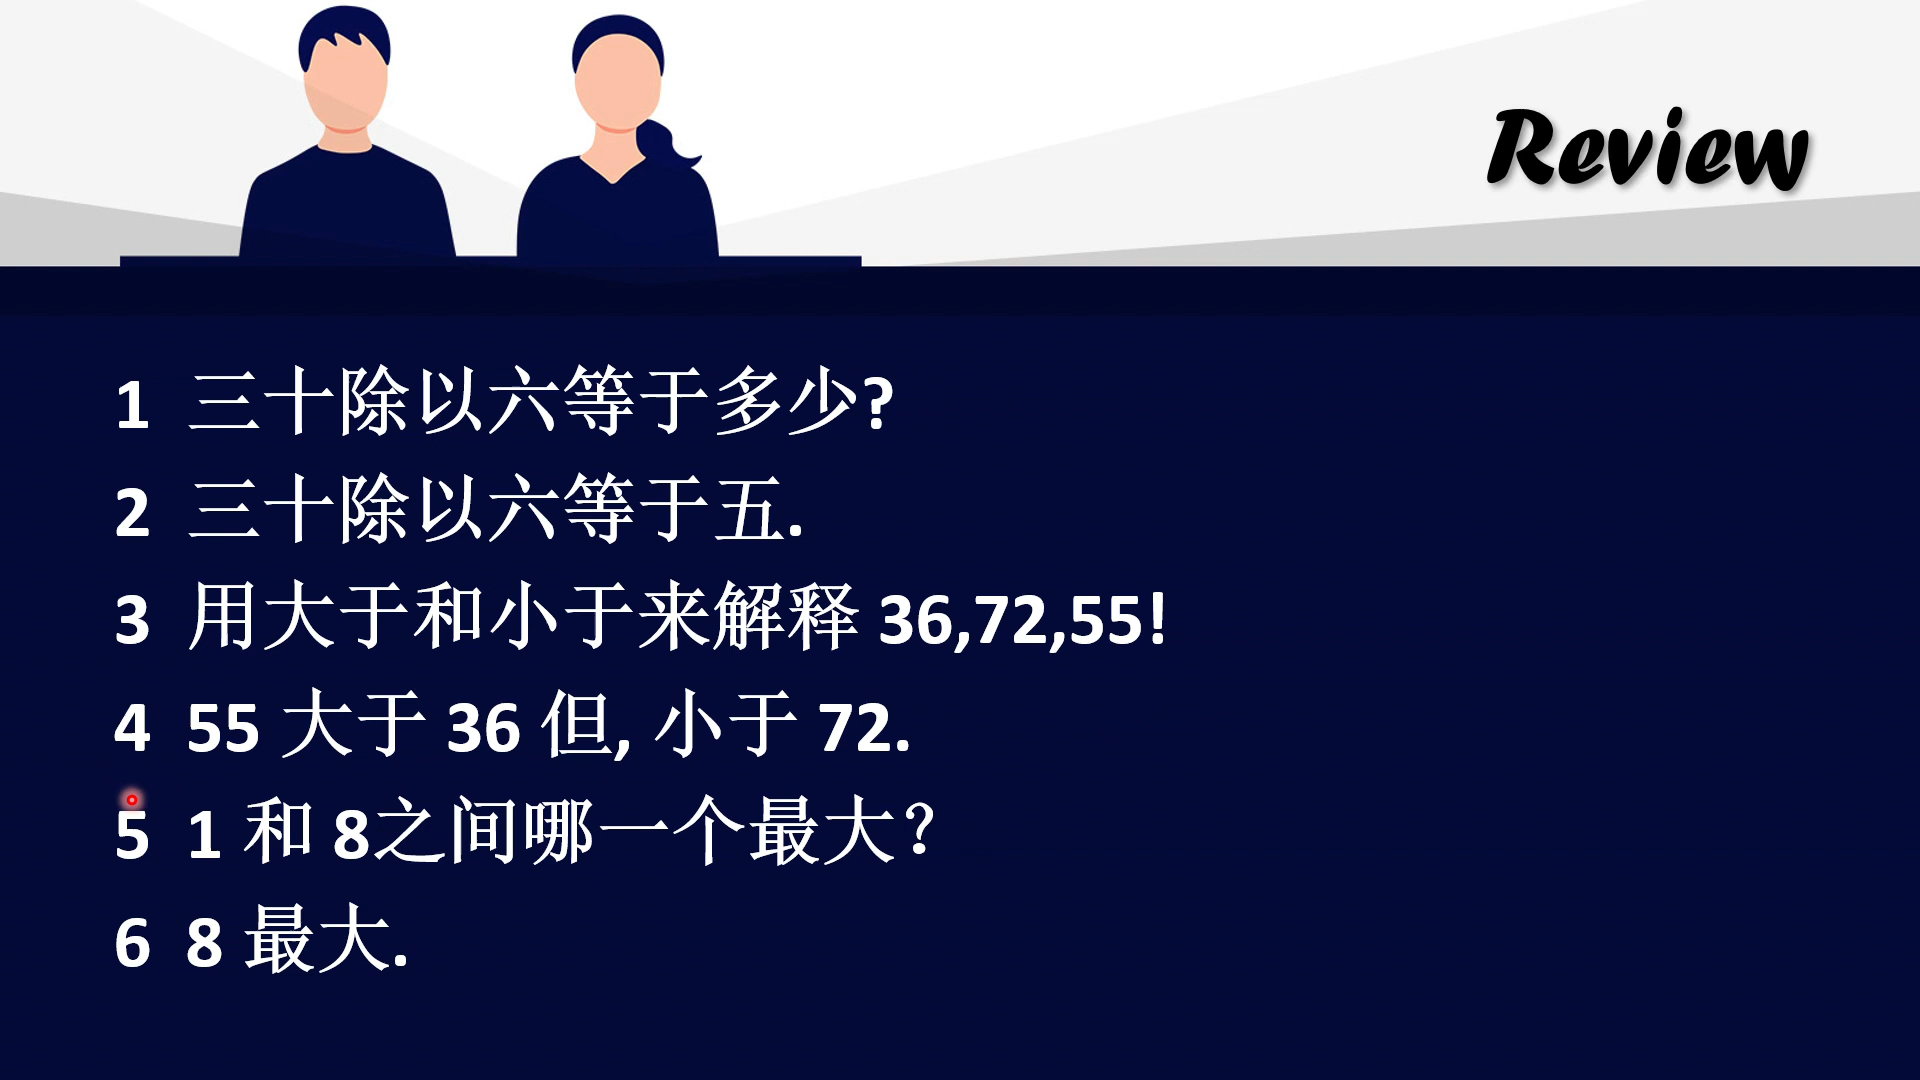 Review
1 三十除以六等于多少?
2 三十除以六等于五.
3 用大于和小于来解释 36,72,55!
4 55 大于 36 但, 小于 72.
5 1 和 8之间哪一个最大?
6 8 最大.